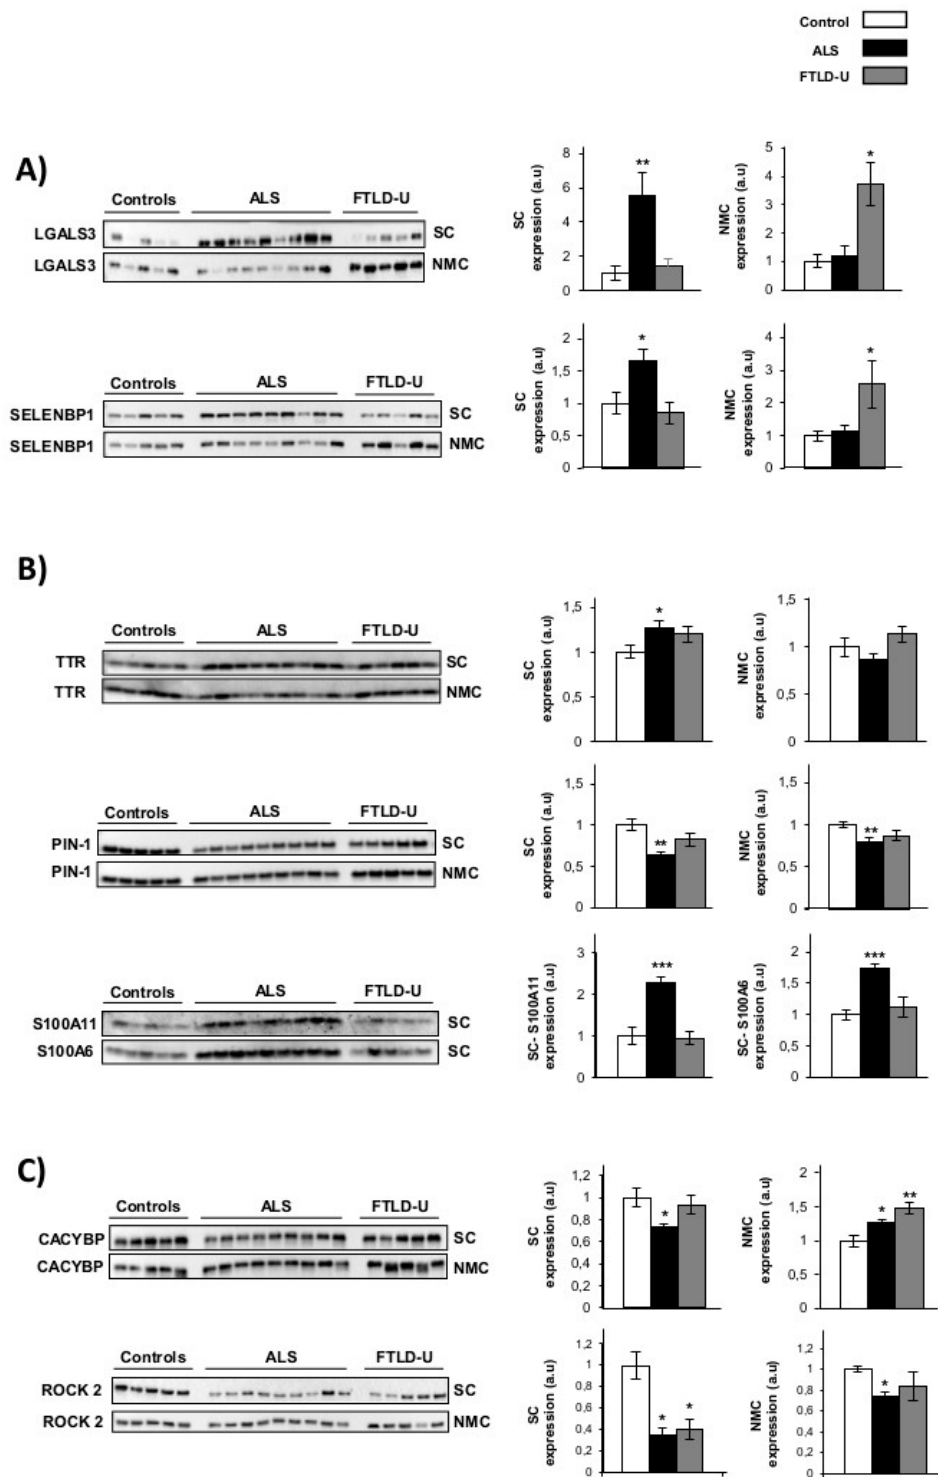 Control
ALS
FTLD-U
A)
Controls ALS FTLD-U
LGALS3 SC
LGALS3 NMC
SC
expression (a.u)
8
6
4
2
0
**
NMC
expression (a.u)
5
4
3
2
1
0
*
Controls ALS FTLD-U
SELENBP1 SC
SELENBP1 NMC
SC
expression (a.u)
2
1,5
1
0,5
0
*
NMC
expression (a.u)
4
3
2
1
0
*
B)
Controls ALS FTLD-U
TTR SC
TTR NMC
SC
expression (a.u)
1,5
1
0,5
0
*
NMC
expression (a.u)
1,5
1
0,5
0
Controls ALS FTLD-U
PIN-1 SC
PIN-1 NMC
SC
expression (a.u)
1,5
1
0,5
0
**
NMC
expression (a.u)
1,5
1
0,5
0
**
Controls ALS FTLD-U
S100A11 SC
S100A6 SC
SC- S100A11
expression (a.u)
3
2
1
0
***
SC- S100A6
expression (a.u)
2
1,5
1
0,5
0
***
C)
Controls ALS FTLD-U
CACYBP SC
CACYBP NMC
SC
expression (a.u)
1,2
1
0,8
0,6
0,4
0,2
0
*
NMC
expression (a.u)
2
1,5
1
0,5
0
*
**
Controls ALS FTLD-U
ROCK 2 SC
ROCK 2 NMC
SC
expression (a.u)
1,2
1
0,8
0,6
0,4
0,2
0
*
*
NMC
expression (a.u)
1,2
1
0,8
0,6
0,4
0,2
0
*